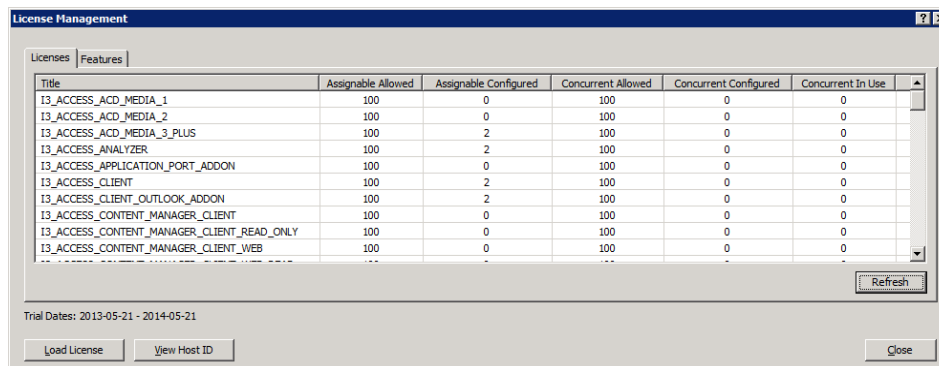 License Management
Licenses Features
Title Assignable Allowed Assignable Configured Concurrent Allowed Concurrent Configured Concurrent In Use
I3_ACCESS_ACD_MEDIA_1 100 0 100 0 0
I3_ACCESS_ACD_MEDIA_2 100 0 100 0 0
I3_ACCESS_ACD_MEDIA_3_PLUS 100 2 100 0 0
I3_ACCESS_ANALYZER 100 2 100 0 0
I3_ACCESS_APPLICATION_PORT_ADDON 100 0 100 0 0
I3_ACCESS_CLIENT 100 2 100 0 0
I3_ACCESS_CLIENT_OUTLOOK_ADDON 100 2 100 0 0
I3_ACCESS_CONTENT_MANAGER_CLIENT 100 0 100 0 0
I3_ACCESS_CONTENT_MANAGER_CLIENT_READ_ONLY 100 0 100 0 0
I3_ACCESS_CONTENT_MANAGER_CLIENT_WEB 100 0 100 0 0
Refresh
Trial Dates: 2013-05-21 - 2014-05-21
Load License View Host ID Close